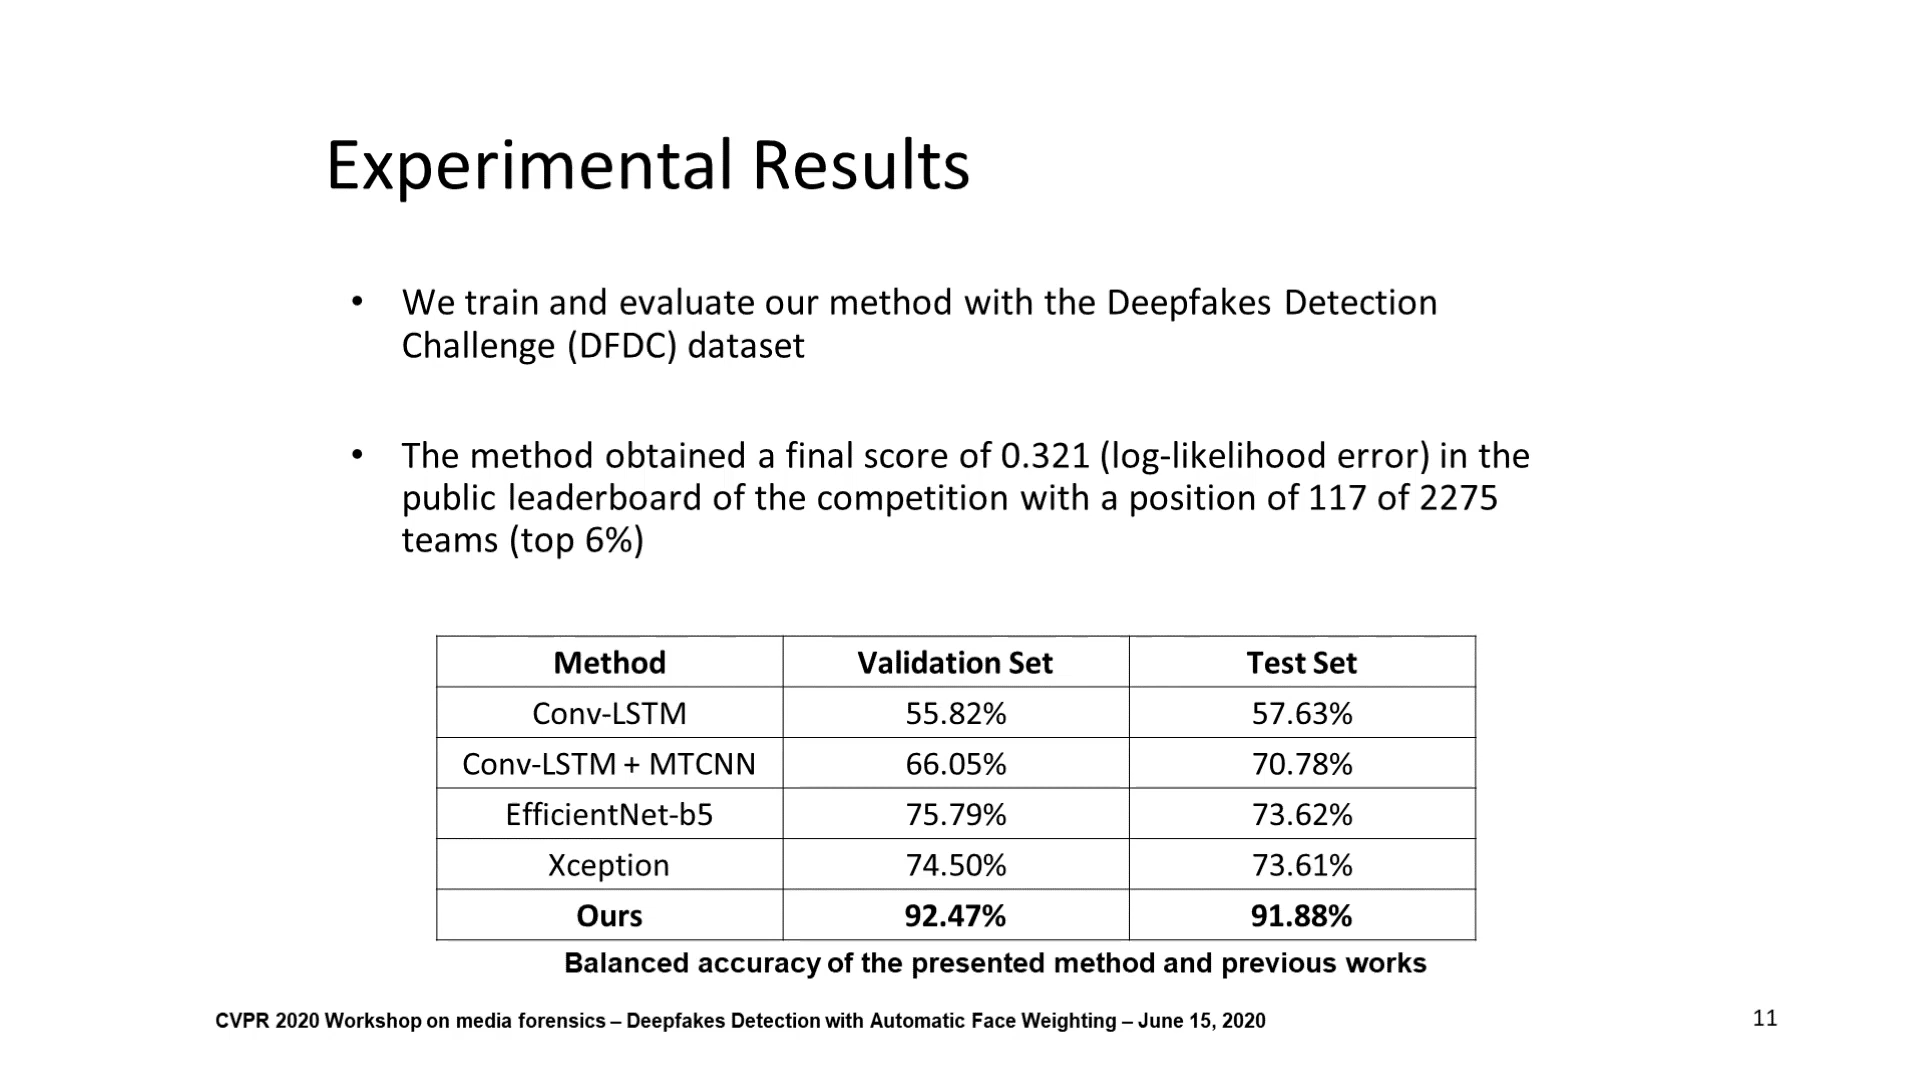 Experimental Results
• We train and evaluate our method with the Deepfakes Detection
Challenge (DFDC) dataset
• The method obtained a final score of 0.321 (log-likelihood error) in the
public leaderboard of the competition with a position of 117 of 2275
teams (top 6%)
Method Validation Set Test Set
Conv-LSTM 55.82% 57.63%
Conv-LSTM + MTCNN 66.05% 70.78%
EfficientNet-b5 75.79% 73.62%
Xception 74.50% 73.61%
Ours 92.47% 91.88%
Balanced accuracy of the presented method and previous works
CVPR 2020 Workshop on media forensics – Deepfakes Detection with Automatic Face Weighting – June 15, 2020 11